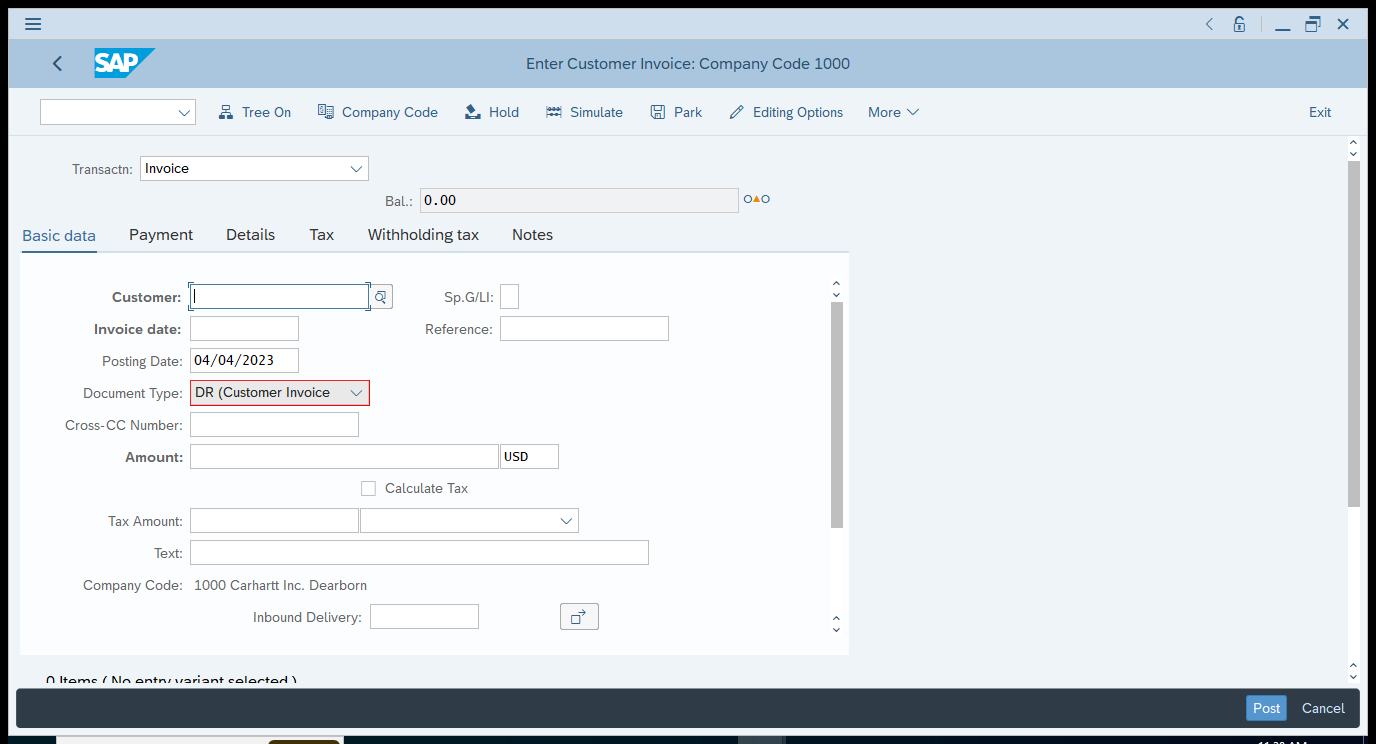 SAP
Enter Customer Invoice: Company Code 1000
Tree On Company Code Hold Simulate Park Editing Options More Exit
Transactn: Invoice
Bal.: 0.00
Basic data Payment Details Tax Withholding tax Notes
Customer: Sp.G/LI:
Invoice date: Reference:
Posting Date: 04/04/2023
Document Type: DR (Customer Invoice
Cross-CC Number:
Amount: USD
Calculate Tax
Tax Amount:
Text:
Company Code: 1000 Carhartt Inc. Dearborn
Inbound Delivery:
0 Items ( No entry variant selected )
Post Cancel